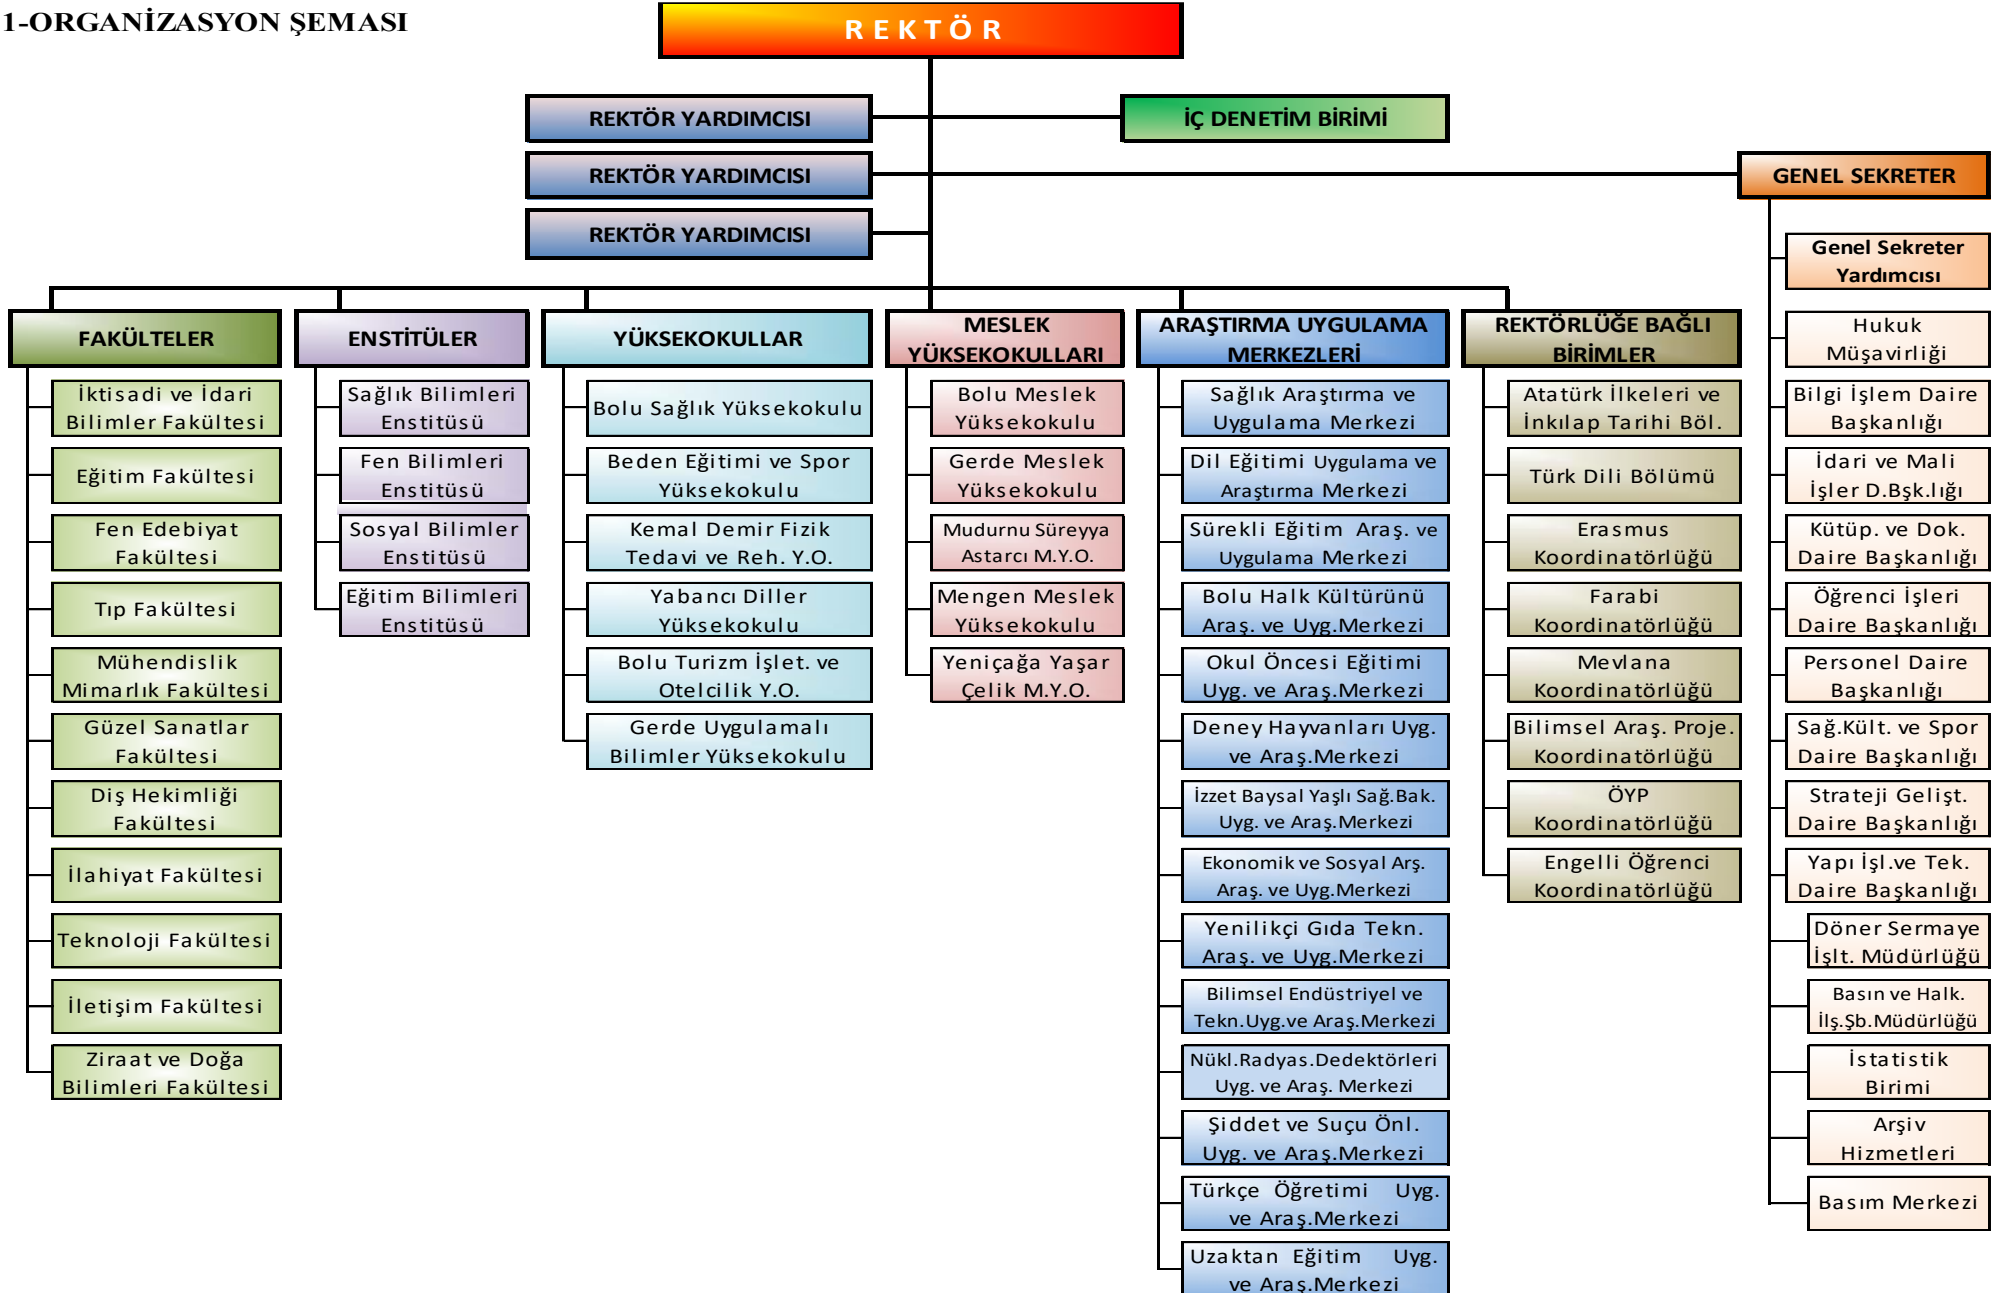 1-ORGANİZASYON ŞEMASI
R E K T Ö R
REKTÖR YARDIMCISI
İÇ DENETİM BİRİMİ
REKTÖR YARDIMCISI
GENEL SEKRETER
REKTÖR YARDIMCISI
FAKÜLTELER
İktisadi ve İdari
Bilimler Fakültesi
Eğitim Fakültesi
Fen Edebiyat
Fakültesi
Tıp Fakültesi
Mühendislik
Mimarlık Fakültesi
Güzel Sanatlar
Fakültesi
Diş Hekimliği
Fakültesi
İlahiyat Fakültesi
Teknoloji Fakültesi
İletişim Fakültesi
Ziraat ve Doğa
Bilimleri Fakültesi
ENSTİTÜLER
Sağlık Bilimleri
Enstitüsü
Fen Bilimleri
Enstitüsü
Sosyal Bilimler
Enstitüsü
Eğitim Bilimleri
Enstitüsü
YÜKSEKOKULLAR
Bolu Sağlık Yüksekokulu
Beden Eğitimi ve Spor
Yüksekokulu
Kemal Demir Fizik
Tedavi ve Reh. Y.O.
Yabancı Diller
Yüksekokulu
Bolu Turizm İşlet. ve
Otelcilik Y.O.
Gerde Uygulamalı
Bilimler Yüksekokulu
MESLEK
YÜKSEKOKULLARI
Bolu Meslek
Yüksekokulu
Gerde Meslek
Yüksekokulu
Mudurnu Süreyya
Astarcı M.Y.O.
Mengen Meslek
Yüksekokulu
Yeniçağa Yaşar
Çelik M.Y.O.
ARAŞTIRMA UYGULAMA
MERKEZLERİ
Sağlık Araştırma ve
Uygulama Merkezi
Dil Eğitimi Uygulama ve
Araştırma Merkezi
Sürekli Eğitim Araş. ve
Uygulama Merkezi
Bolu Halk Kültürünü
Araş. ve Uyg.Merkezi
Okul Öncesi Eğitimi
Uyg. ve Araş.Merkezi
Deney Hayvanları Uyg.
ve Araş.Merkezi
İzzet Baysal Yaşlı Sağ.Bak.
Uyg. ve Araş.Merkezi
Ekonomik ve Sosyal Arş.
Araş. ve Uyg.Merkezi
Yenilikçi Gıda Tekn.
Araş. ve Uyg.Merkezi
Bilimsel Endüstriyel ve
Tekn.Uyg.ve Araş.Merkezi
Nükl.Radyas.Dedektörleri
Uyg. ve Araş. Merkezi
Şiddet ve Suçu Önl.
Uyg. ve Araş.Merkezi
Türkçe Öğretimi Uyg.
ve Araş.Merkezi
Uzaktan Eğitim Uyg.
ve Araş.Merkezi
REKTÖRLÜĞE BAĞLI
BİRİMLER
Atatürk İlkeleri ve
İnkılap Tarihi Böl.
Türk Dili Bölümü
Erasmus
Koordinatörlüğü
Farabi
Koordinatörlüğü
Mevlana
Koordinatörlüğü
Bilimsel Araş. Proje.
Koordinatörlüğü
ÖYP
Koordinatörlüğü
Engelli Öğrenci
Koordinatörlüğü
Genel Sekreter
Yardımcısı
Hukuk
Müşavirliği
Bilgi İşlem Daire
Başkanlığı
İdari ve Mali
İşler D.Bşk.lığı
Kütüp. ve Dok.
Daire Başkanlığı
Öğrenci İşleri
Daire Başkanlığı
Personel Daire
Başkanlığı
Sağ.Kült. ve Spor
Daire Başkanlığı
Strateji Gelişt.
Daire Başkanlığı
Yapı İşl.ve Tek.
Daire Başkanlığı
Döner Sermaye
İşlt. Müdürlüğü
Basın ve Halk.
İlş.Şb.Müdürlüğü
İstatistik
Birimi
Arşiv
Hizmetleri
Basım Merkezi